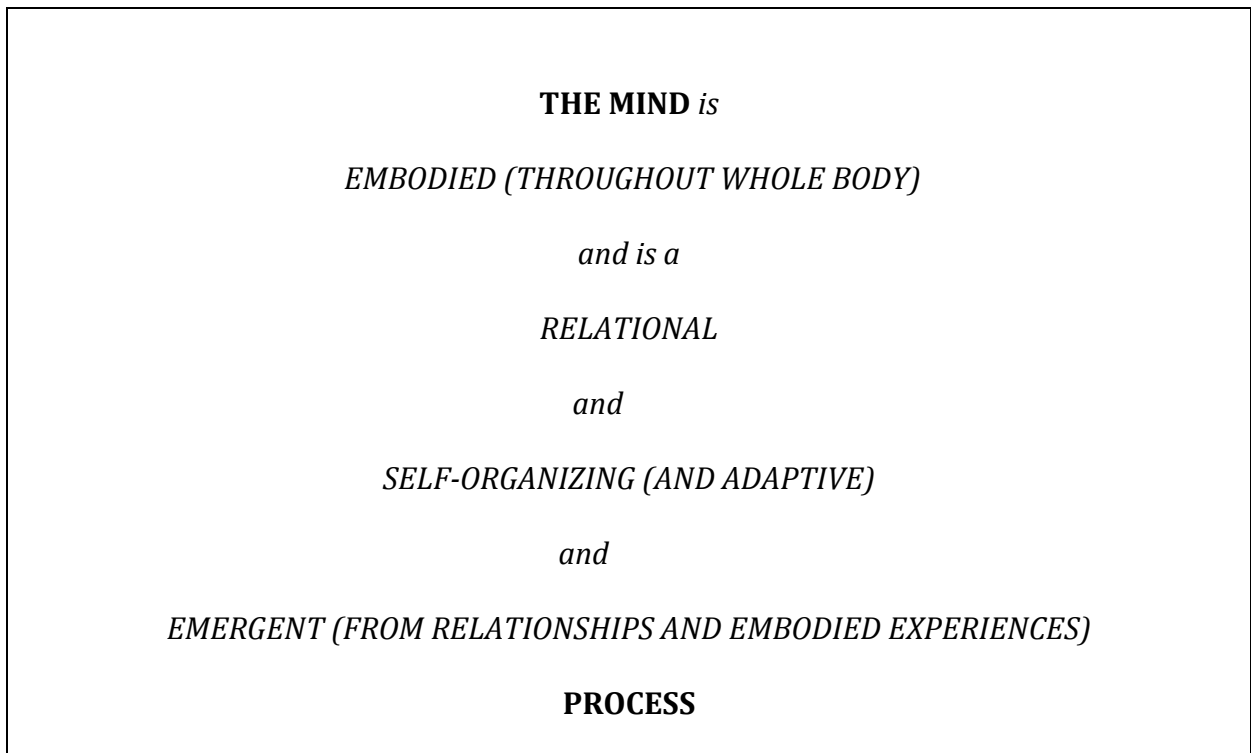 THE MIND is
EMBODIED (THROUGHOUT WHOLE BODY)
and is a
RELATIONAL
and
SELF-ORGANIZING (AND ADAPTIVE)
and
EMERGENT (FROM RELATIONSHIPS AND EMBODIED EXPERIENCES)
PROCESS